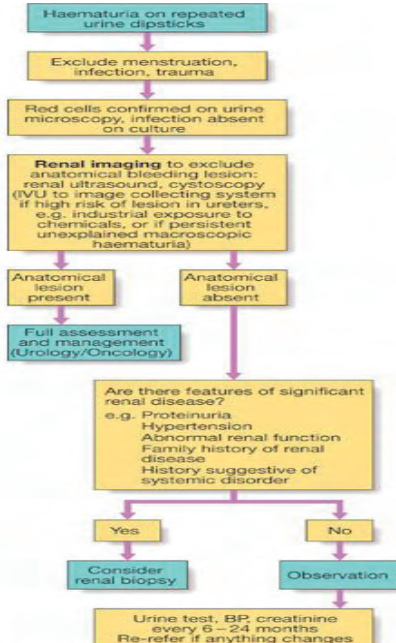 Haematuria on repeated
urine dipsticks
Exclude menstruation,
infection, trauma
Red cells confirmed on urine
microscopy, infection absent
on culture
Renal imaging to exclude
anatomical bleeding lesion:
renal ultrasound, cystoscopy
(IVU to image collecting system
if high risk of lesion in ureters,
e.g. industrial exposure to
chemicals, or if persistent
unexplained macroscopic
haematuria)
Anatomical
lesion
present
Anatomical
lesion
absent
Full assessment
and management
(Urology/Oncology)
Are there features of significant
renal disease?
e.g. Proteinuria
Hypertension
Abnormal renal function
Family history of renal
disease
History suggestive of
systemic disorder
Yes
No
Consider
renal biopsy
Observation
Urine test, BP, creatinine
every 6–24 months
Re-refer if anything changes